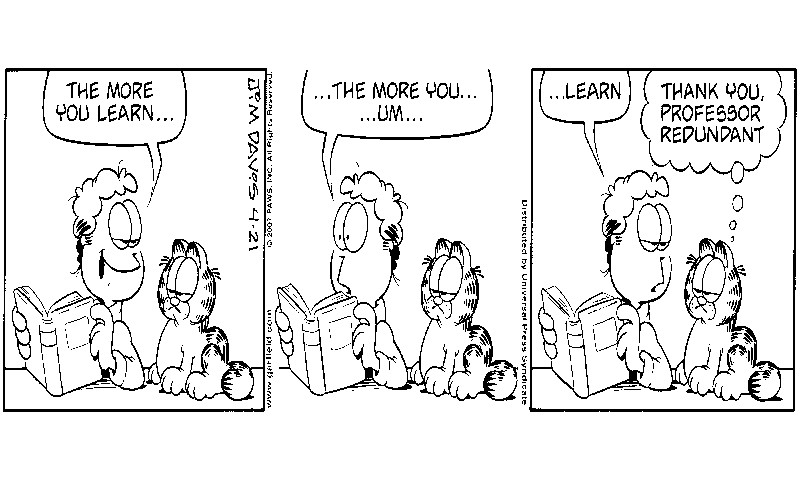 THE MORE
YOU LEARN...
JIM DAVIS 4-21
© 2007 PAWS, INC. All Rights Reserved.
www.garfield.com
...THE MORE YOU...
...UM...
Distributed by Universal Press Syndicate
...LEARN
THANK YOU,
PROFESSOR
REDUNDANT